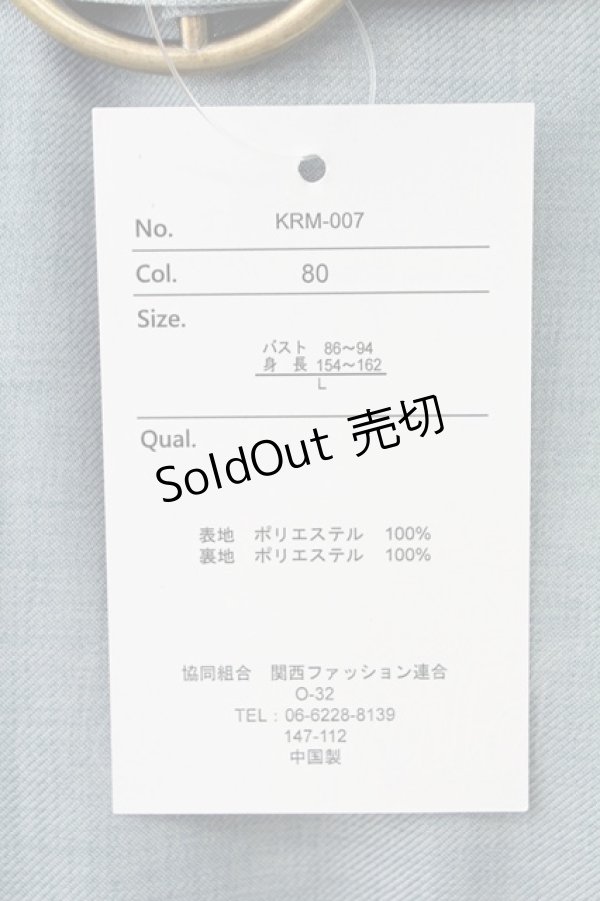 No. KRM-007
Col. 80
Size.
バスト 86～94
身 長 154～162
L
Qual.
SoldOut 売切
表地 ポリエステル 100%
裏地 ポリエステル 100%
協同組合 関西ファッション連合
O-32
TEL：06-6228-8139
147-112
中国製